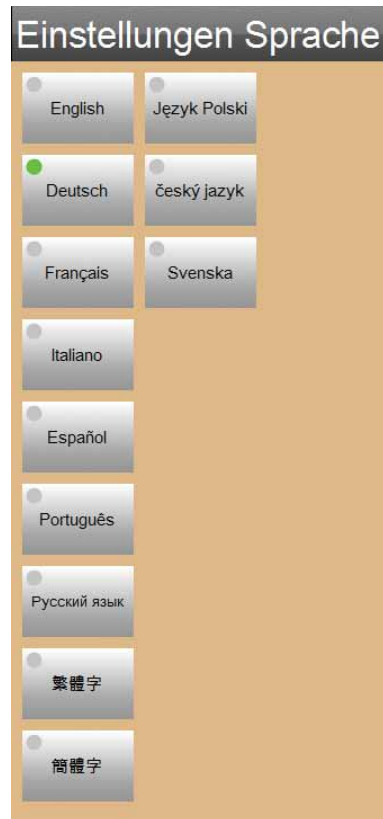 Einstellungen Sprache
English
Język Polski
Deutsch
český jazyk
Français
Svenska
Italiano
Español
Português
Русский язык
繁體字
簡體字